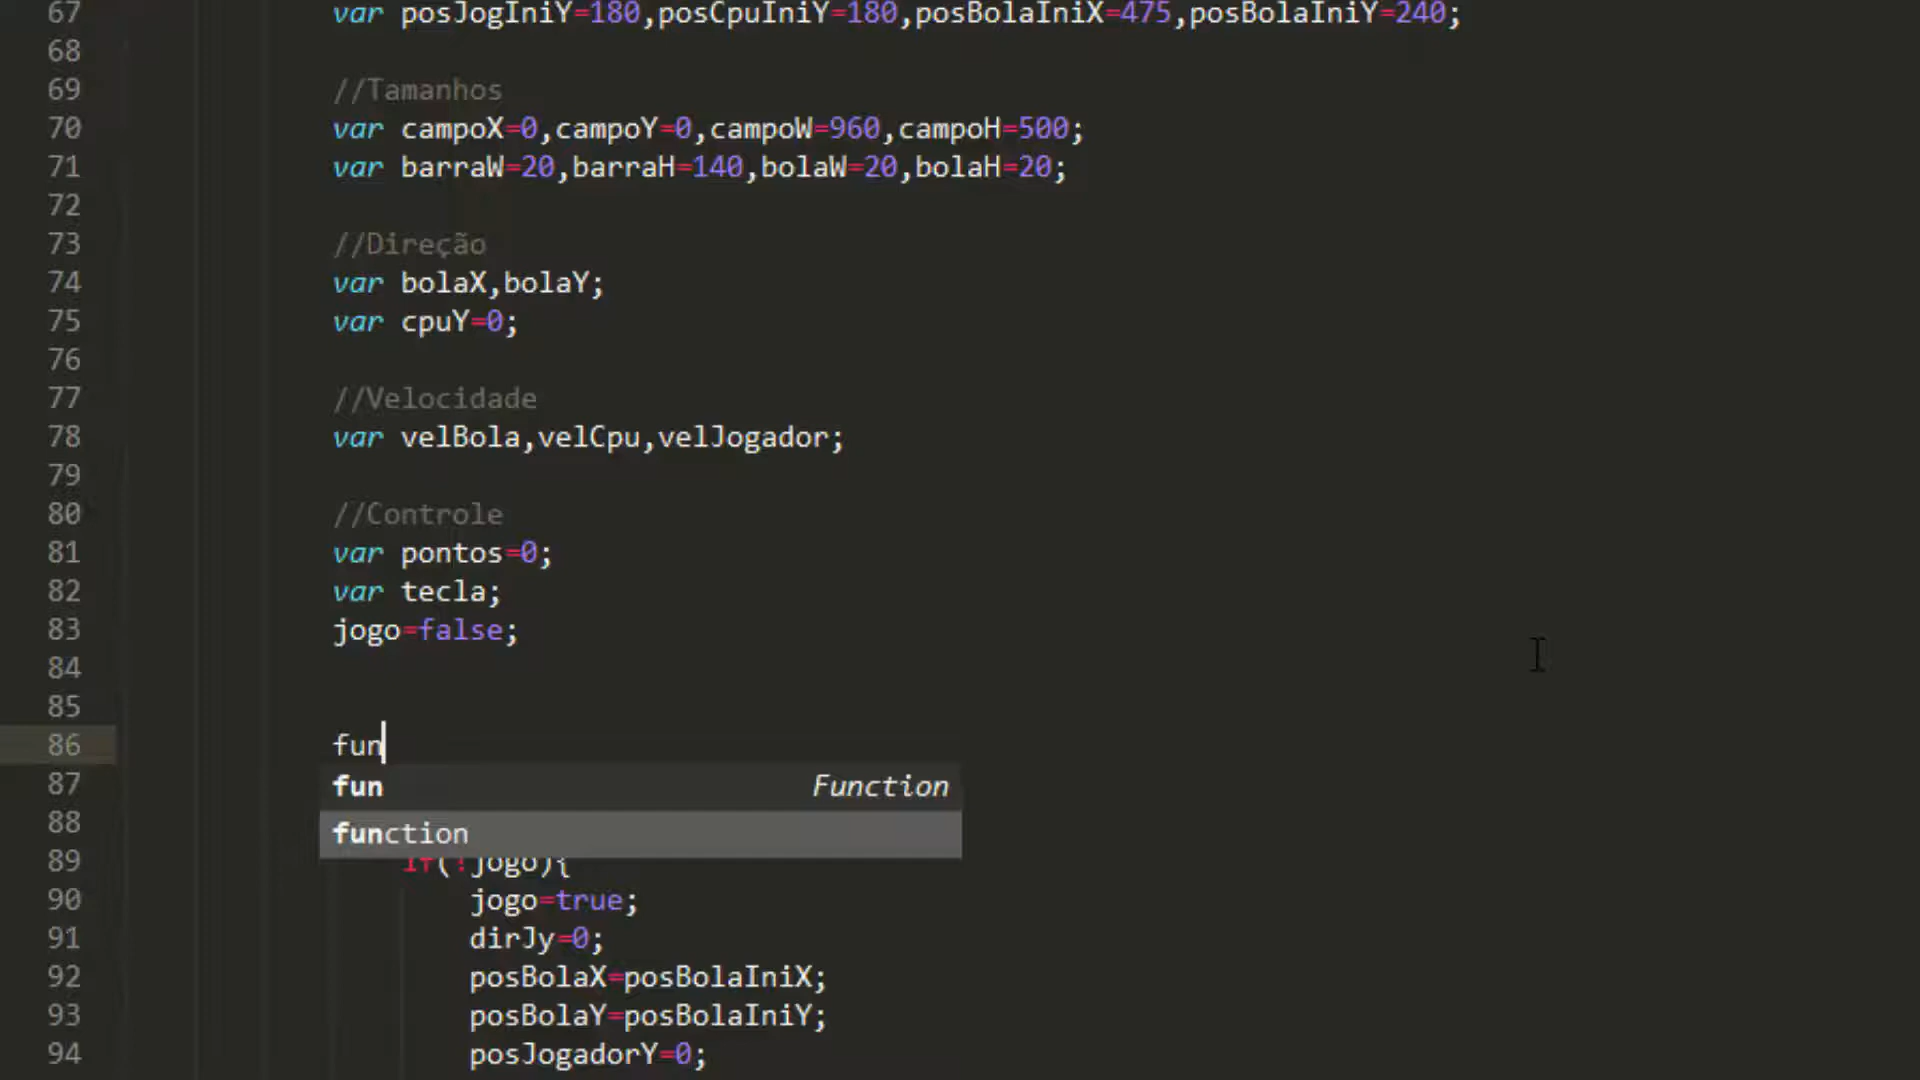 67 var posJogIniY=180,posCpuIniY=180,posBolaIniX=475,posBolaIniY=240;
68
69 //Tamanhos
70 var campoX=0,campoY=0,campoW=960,campoH=500;
71 var barraW=20,barraH=140,bolaW=20,bolaH=20;
72
73 //Direção
74 var bolaX,bolaY;
75 var cpuY=0;
76
77 //Velocidade
78 var velBola,velCpu,velJogador;
79
80 //Controle
81 var pontos=0;
82 var tecla;
83 jogo=false;
84
85
86 fun
87 fun Function
88 function
89 if(!jogo){
90 jogo=true;
91 dirJy=0;
92 posBolaX=posBolaIniX;
93 posBolaY=posBolaIniY;
94 posJogadorY=0;